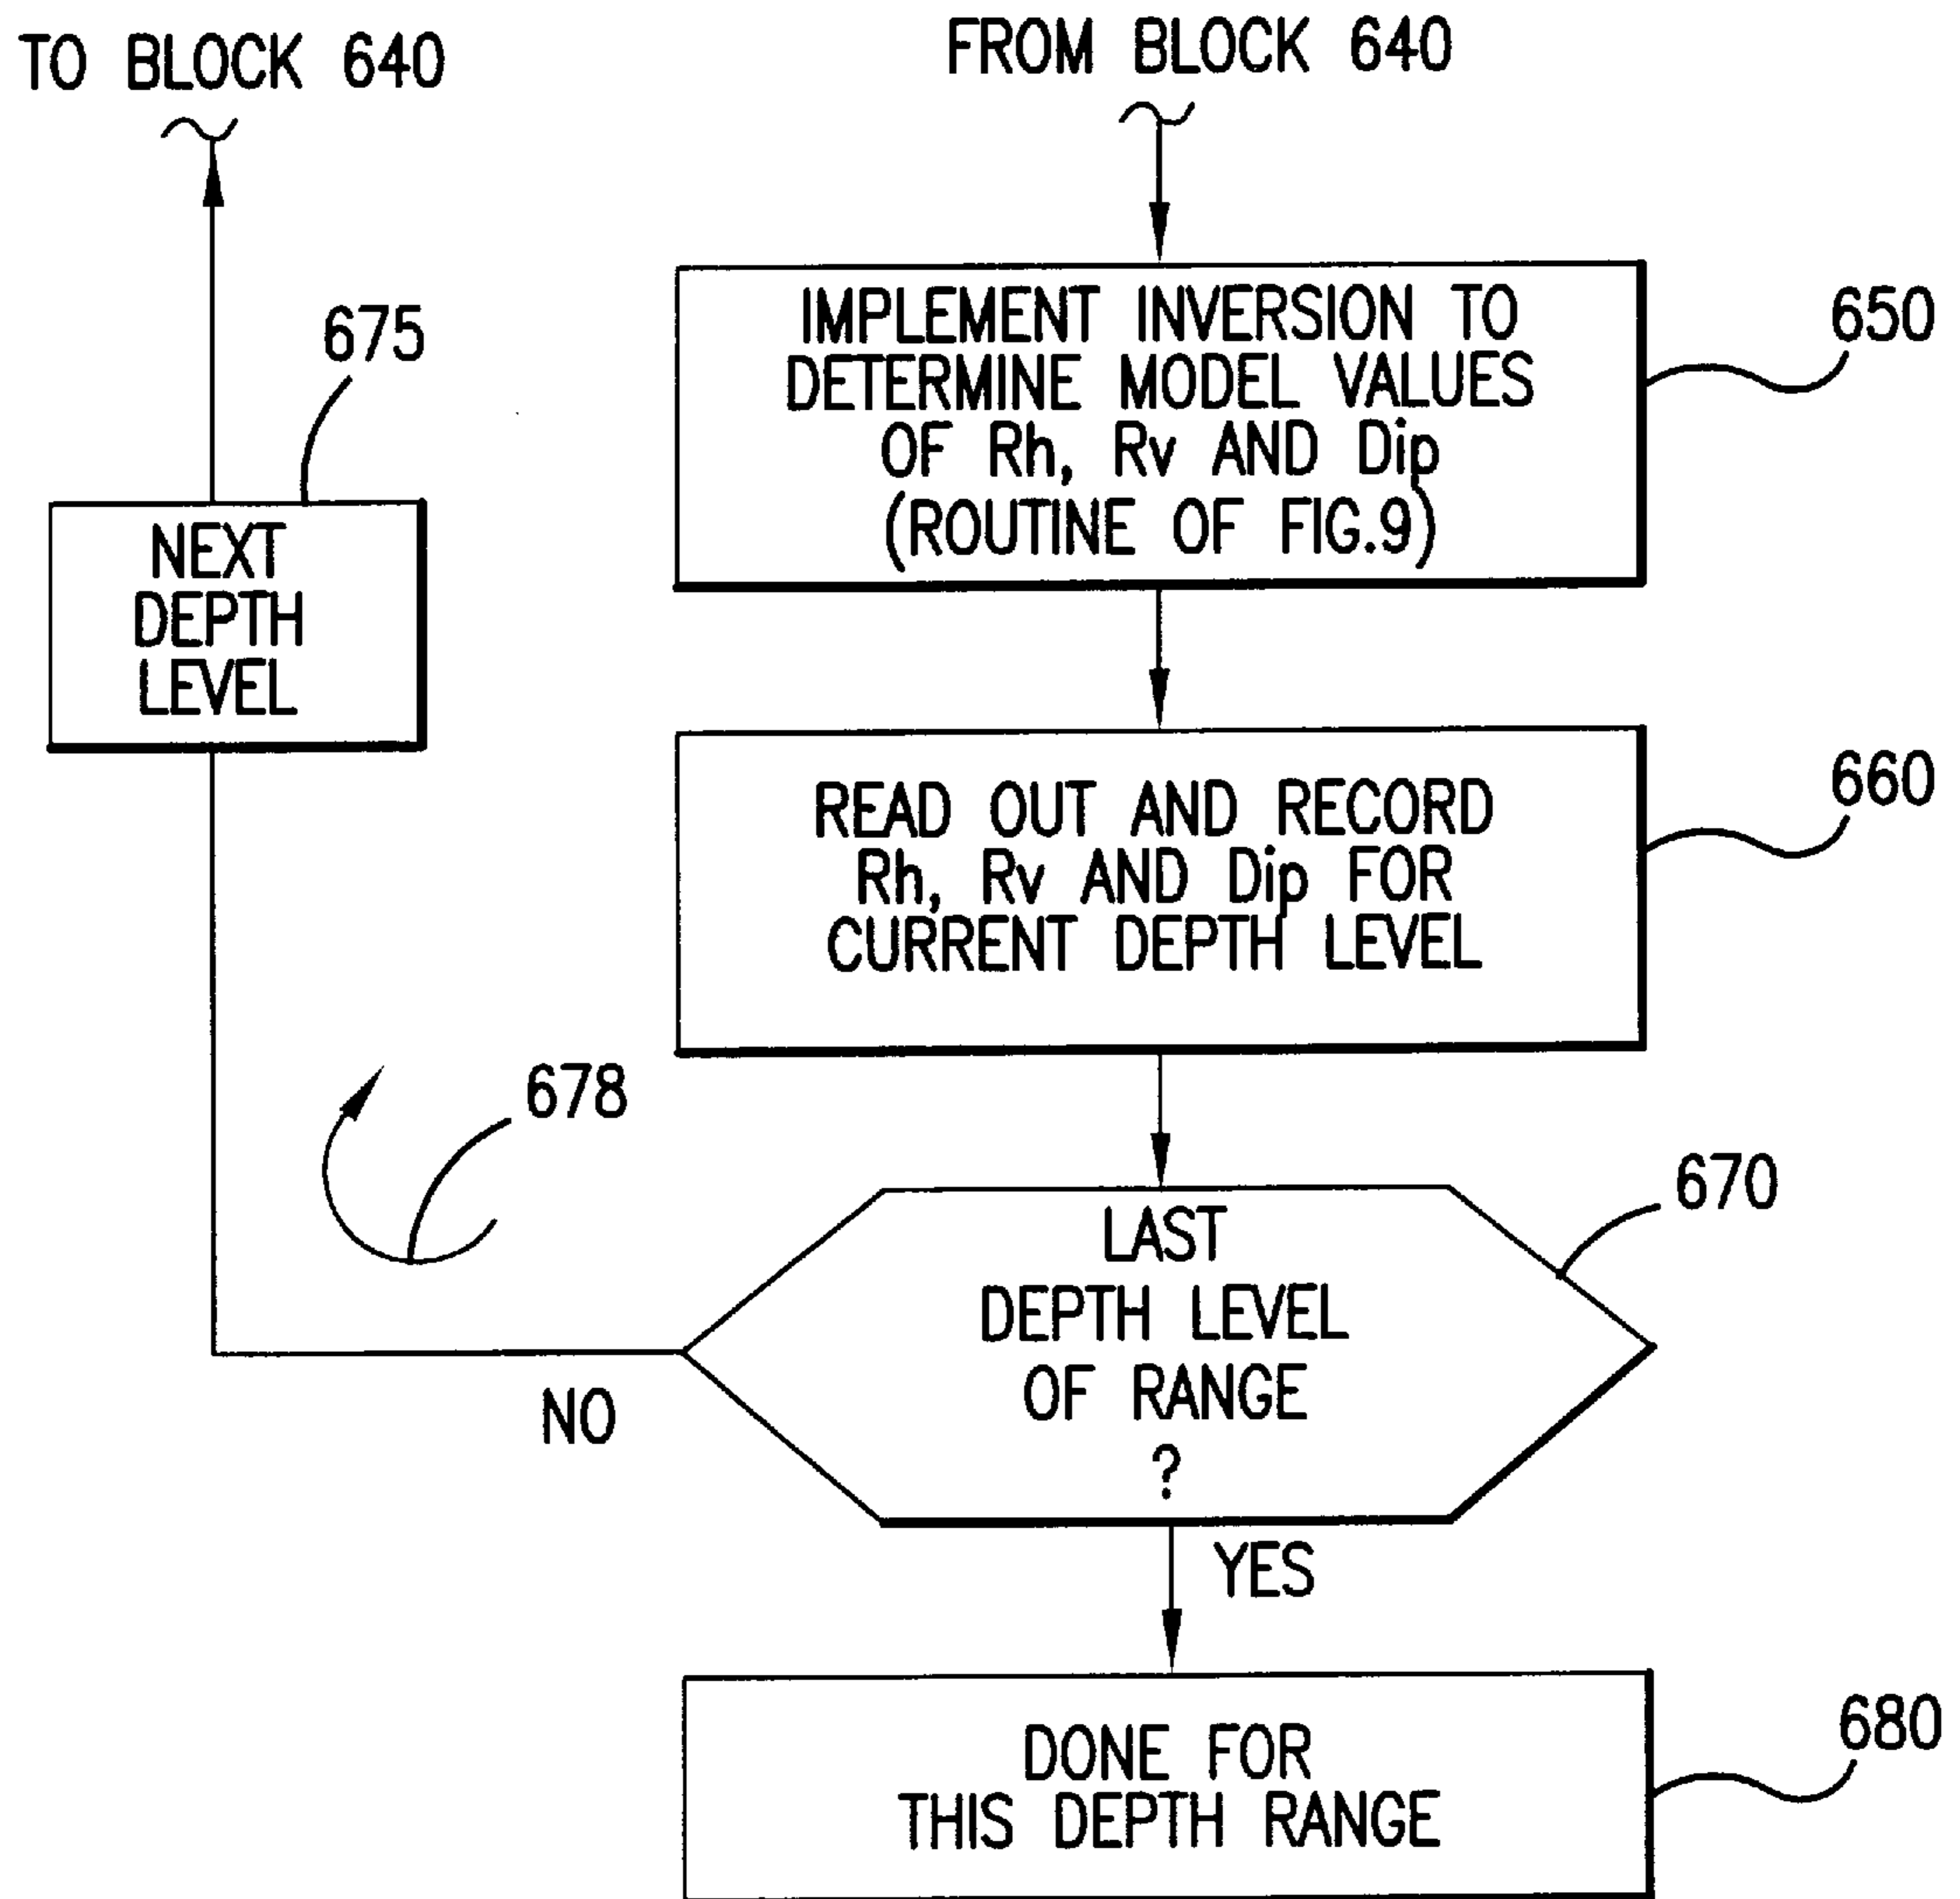 TO BLOCK 640
FROM BLOCK 640
675
NEXT
DEPTH
LEVEL
IMPLEMENT INVERSION TO
DETERMINE MODEL VALUES
OF Rh, Rv AND Dip
(ROUTINE OF FIG.9)
650
READ OUT AND RECORD
Rh, Rv AND Dip FOR
CURRENT DEPTH LEVEL
660
678
LAST
DEPTH LEVEL
OF RANGE
?
670
NO
YES
DONE FOR
THIS DEPTH RANGE
680